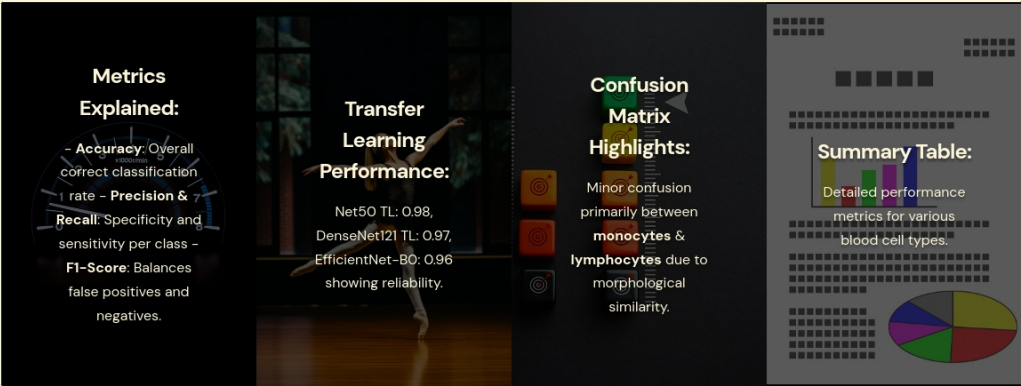 Metrics
Explained:
- Accuracy: Overall
correct classification
rate - Precision &
Recall: Specificity and
sensitivity per class -
F1-Score: Balances
false positives and
negatives.
Transfer
Learning
Performance:
Net50 TL: 0.98,
DenseNet121 TL: 0.97,
EfficientNet-B0: 0.96
showing reliability.
Confusion
Matrix
Highlights:
Minor confusion
primarily between
monocytes &
lymphocytes due to
morphological
similarity.
Summary Table:
Detailed performance
metrics for various
blood cell types.